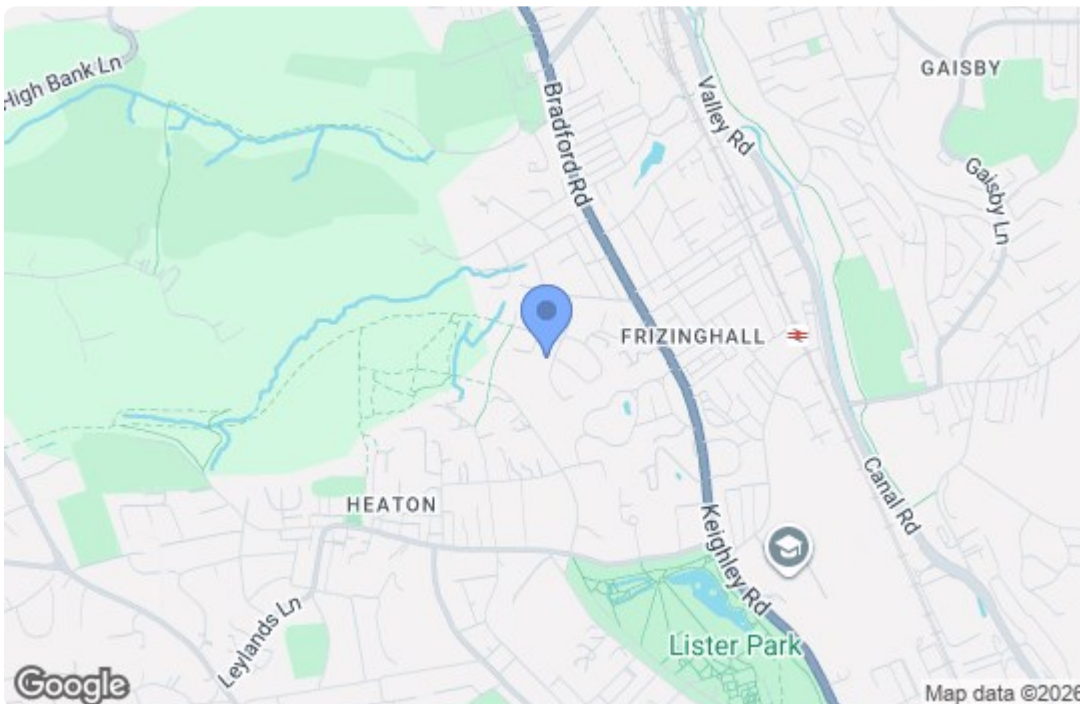 High Bank Ln
Bradford Rd
Valley Rd
GAISBY
Gaisby Ln
FRIZINGHALL
HEATON
Canal Rd
Keighley Rd
Leylands Ln
Lister Park
Google
Map data ©2026